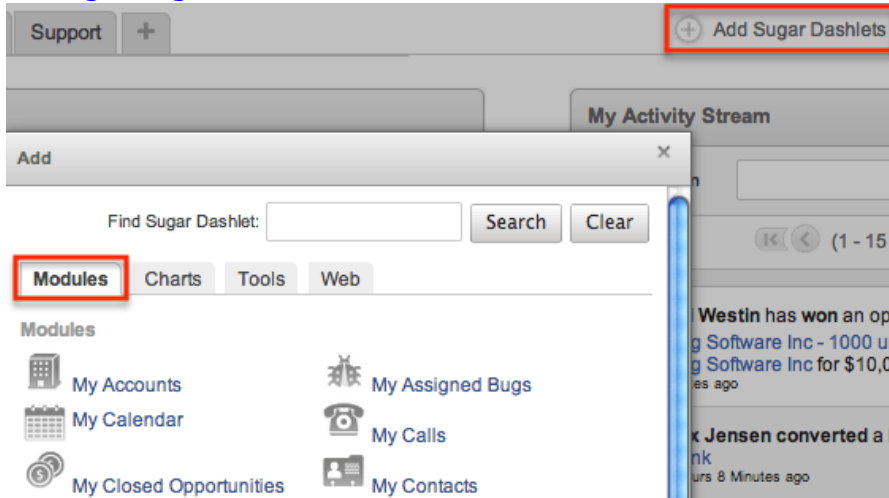 Support +
Add Sugar Dashlets
My Activity Stream
Add ×
Find Sugar Dashlet: Search Clear
(1 - 15
Modules Charts Tools Web
Westin has won an op
g Software Inc - 1000 u
g Software Inc for $10,0
es ago
Modules
My Accounts My Assigned Bugs
My Calendar My Calls
My Closed Opportunities My Contacts
x Jensen converted a
nk
urs 8 Minutes ago